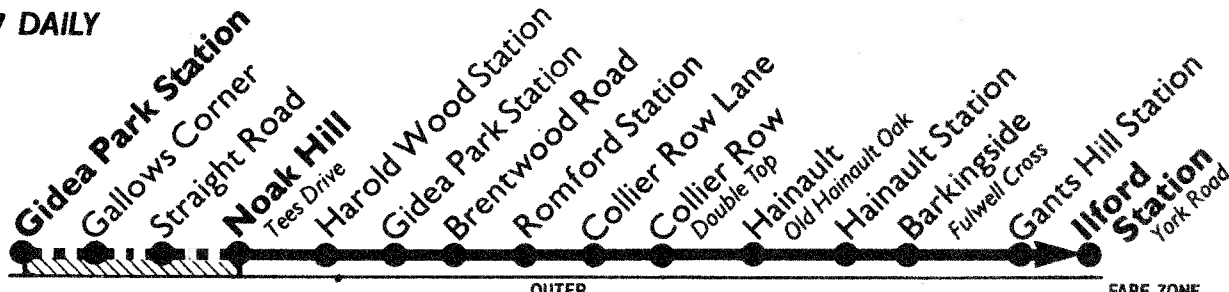 DAILY
Gidea Park Station
Gallows Corner
Straight Road
Noak Hill
Tees Drive
Harold Wood Station
Gidea Park Station
Brentwood Road
Romford Station
Collier Row Lane
Collier Row
Double Top
Hainault
Old Hainault Oak
Hainault Station
Barkingside
Fulwell Cross
Gants Hill Station
Ilford
Station
York Road
OUTER
FARE ZONE